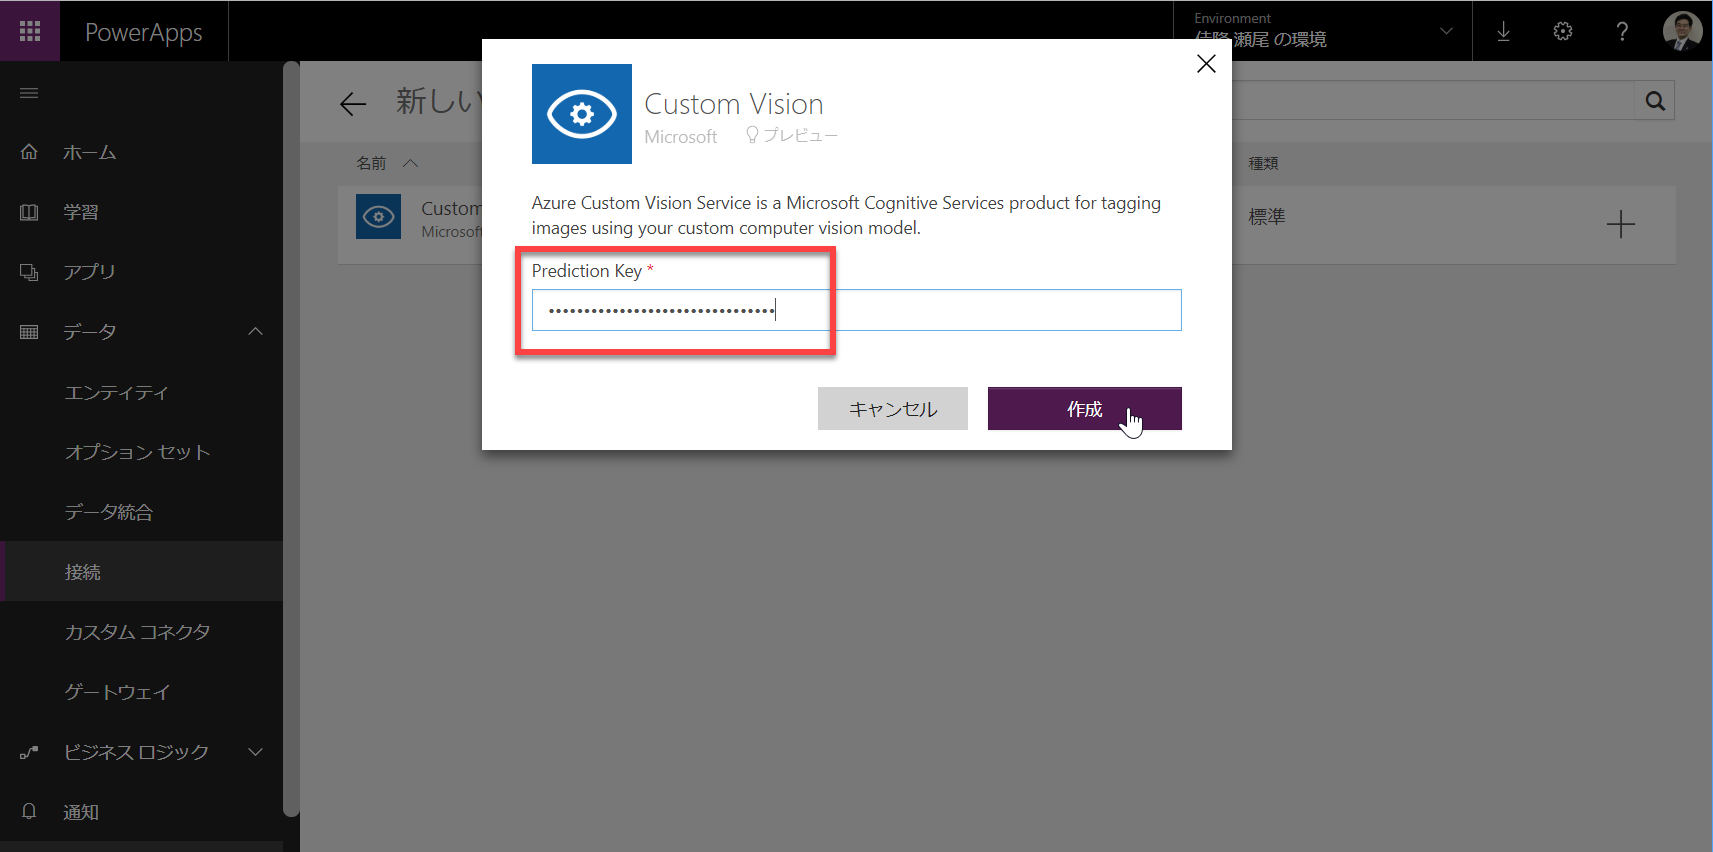 PowerApps
Environment
佳隆 瀬尾 の環境
ホーム
学習
アプリ
データ
エンティティ
オプション セット
データ統合
接続
カスタム コネクタ
ゲートウェイ
ビジネス ロジック
通知
新しい
名前
種類
Custom
Microsoft
標準
Custom Vision
Microsoft
プレビュー
Azure Custom Vision Service is a Microsoft Cognitive Services product for tagging
images using your custom computer vision model.
Prediction Key *
キャンセル
作成